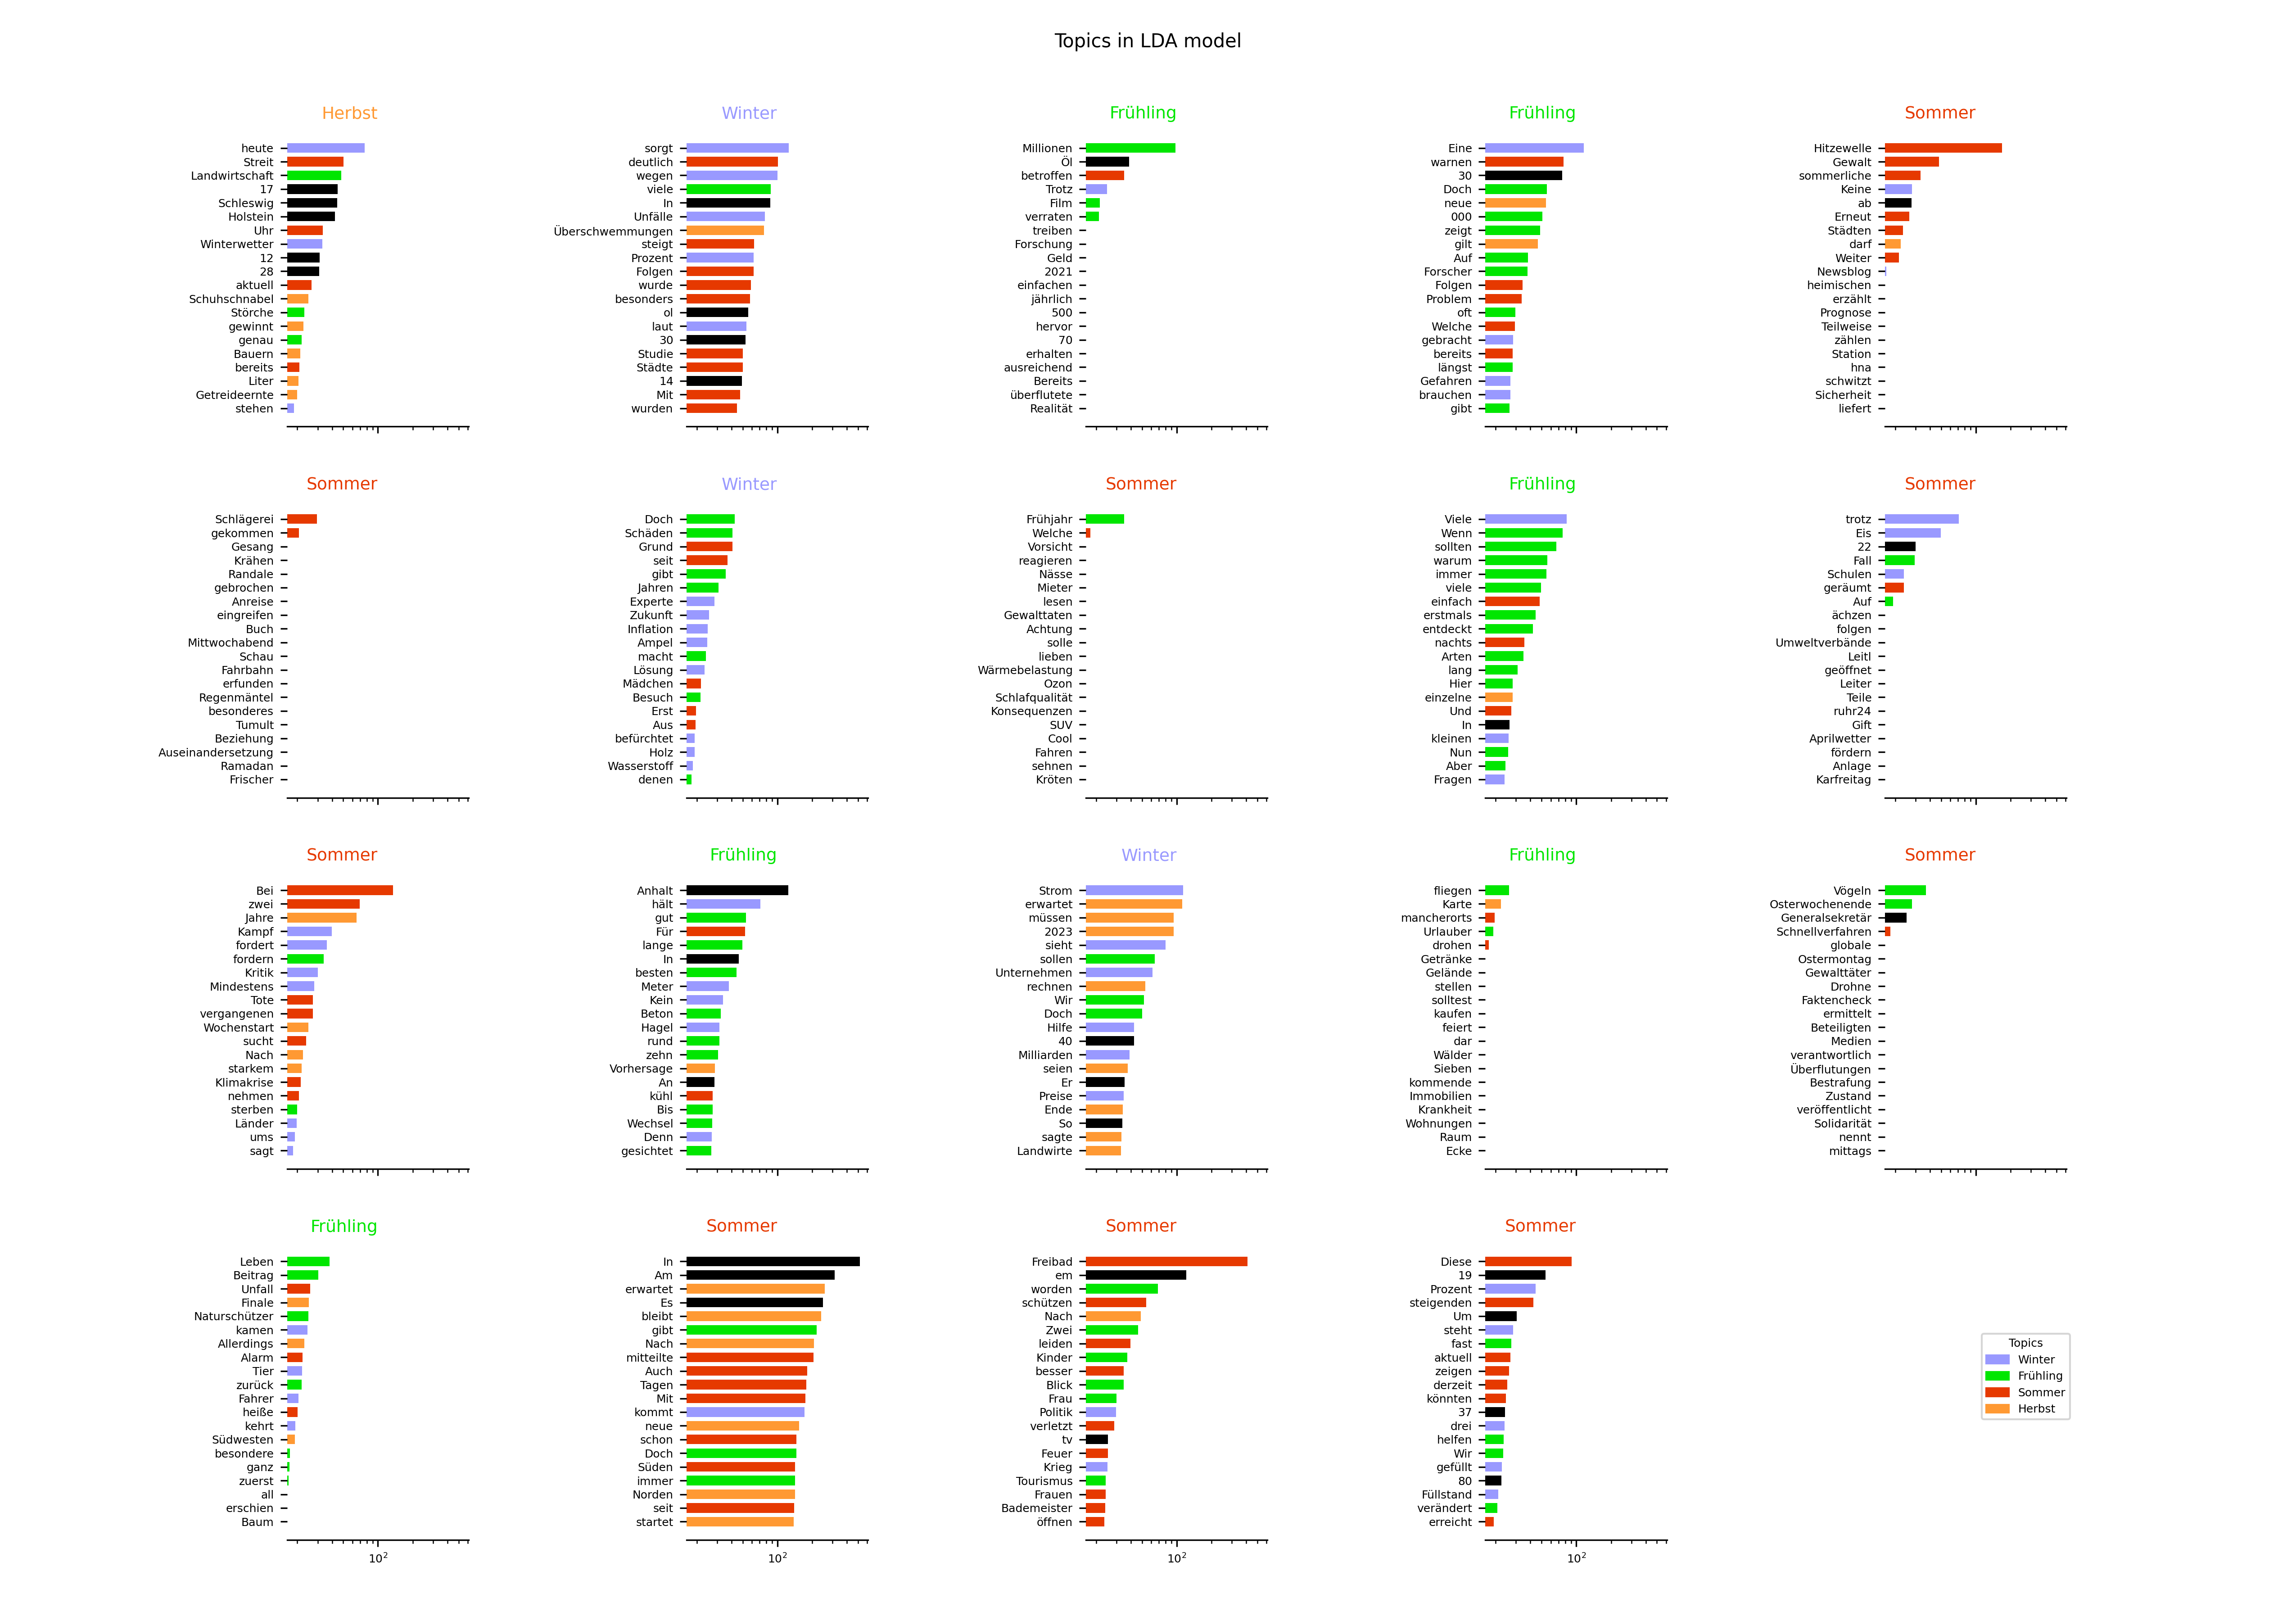 Topics in LDA model
Herbst
heute
Streit
Landwirtschaft
17
Schleswig
Holstein
Uhr
Winterwetter
12
28
aktuell
Schuhschnabel
Störche
gewinnt
genau
Bauern
bereits
Liter
Getreideernte
stehen
Winter
sorgt
deutlich
wegen
viele
In
Unfälle
Überschwemmungen
steigt
Prozent
Folgen
wurde
besonders
ol
laut
30
Studie
Städte
14
Mit
wurden
Frühling
Millionen
Öl
betroffen
Trotz
Film
verraten
treiben
Forschung
Geld
2021
einfachen
jährlich
500
hervor
70
erhalten
ausreichend
Bereits
überflutete
Realität
Frühling
Eine
warnen
30
Doch
neue
000
zeigt
gilt
Auf
Forscher
Folgen
Problem
oft
Welche
gebracht
bereits
längst
Gefahren
brauchen
gibt
Sommer
Hitzewelle
Gewalt
sommerliche
Keine
ab
Erneut
Städten
darf
Weiter
Newsblog
heimischen
erzählt
Prognose
Teilweise
zählen
Station
hna
schwitzt
Sicherheit
liefert
Sommer
Schlägerei
gekommen
Gesang
Krähen
Randale
gebrochen
Anreise
eingreifen
Buch
Mittwochabend
Schau
Fahrbahn
erfunden
Regenmäntel
besonderes
Tumult
Beziehung
Auseinandersetzung
Ramadan
Frischer
Winter
Doch
Schäden
Grund
seit
gibt
Jahren
Experte
Zukunft
Inflation
Ampel
macht
Lösung
Mädchen
Besuch
Erst
Aus
befürchtet
Holz
Wasserstoff
denen
Sommer
Frühjahr
Welche
Vorsicht
reagieren
Nässe
Mieter
lesen
Gewalttaten
Achtung
solle
lieben
Wärmebelastung
Ozon
Schlafqualität
Konsequenzen
SUV
Cool
Fahren
sehnen
Kröten
Frühling
Viele
Wenn
sollten
warum
immer
viele
einfach
erstmals
entdeckt
nachts
Arten
lang
Hier
einzelne
Und
In
kleinen
Nun
Aber
Fragen
Sommer
trotz
Eis
22
Fall
Schulen
geräumt
Auf
ächzen
folgen
Umweltverbände
Leitl
geöffnet
Leiter
Teile
ruhr24
Gift
Aprilwetter
fördern
Anlage
Karfreitag
Sommer
Bei
zwei
Jahre
Kampf
fordert
fordern
Kritik
Mindestens
Tote
vergangenen
Wochenstart
sucht
Nach
starkem
Klimakrise
nehmen
sterben
Länder
ums
sagt
Frühling
Anhalt
hält
gut
Für
lange
In
besten
Meter
Kein
Beton
Hagel
rund
zehn
Vorhersage
An
kühl
Bis
Wechsel
Denn
gesichtet
Winter
Strom
erwartet
müssen
2023
sieht
sollen
Unternehmen
rechnen
Wir
Doch
Hilfe
40
Milliarden
seien
Er
Preise
Ende
So
sagte
Landwirte
Frühling
fliegen
Karte
mancherorts
Urlauber
drohen
Getränke
Gelände
stellen
solltest
kaufen
feiert
dar
Wälder
Sieben
kommende
Immobilien
Krankheit
Wohnungen
Raum
Ecke
Sommer
Vögeln
Osterwochenende
Generalsekretär
Schnellverfahren
globale
Ostermontag
Gewalttäter
Drohne
Faktencheck
ermittelt
Beteiligten
Medien
verantwortlich
Überflutungen
Bestrafung
Zustand
veröffentlicht
Solidarität
nennt
mittags
Frühling
Leben
Beitrag
Unfall
Finale
Naturschützer
kamen
Allerdings
Alarm
Tier
zurück
Fahrer
heiße
kehrt
Südwesten
besondere
ganz
zuerst
all
erschien
Baum
10²
Sommer
In
Am
erwartet
Es
bleibt
gibt
Nach
mitteilte
Auch
Tagen
Mit
kommt
neue
schon
Doch
Süden
immer
Norden
seit
startet
10²
Sommer
Freibad
em
worden
schützen
Nach
Zwei
leiden
Kinder
besser
Blick
Frau
Politik
verletzt
tv
Feuer
Krieg
Tourismus
Frauen
Bademeister
öffnen
10²
Sommer
Diese
19
Prozent
steigenden
Um
steht
fast
aktuell
zeigen
derzeit
könnten
37
drei
helfen
Wir
gefüllt
80
Füllstand
verändert
erreicht
10²
Topics
Winter
Frühling
Sommer
Herbst